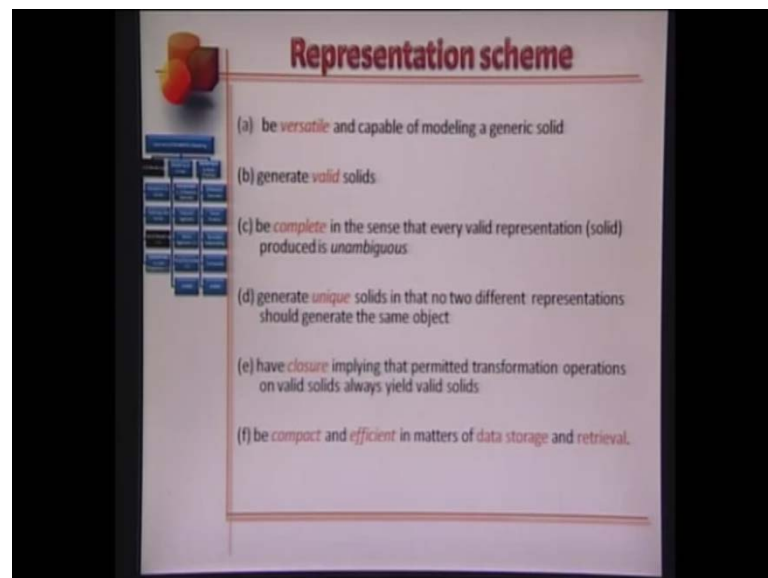 Representation scheme
(a) be versatile and capable of modeling a generic solid
(b) generate valid solids
(c) be complete in the sense that every valid representation (solid)
produced is unambiguous
(d) generate unique solids in that no two different representations
should generate the same object
(e) have closure implying that permitted transformation operations
on valid solids always yield valid solids
(f) be compact and efficient in matters of data storage and retrieval.